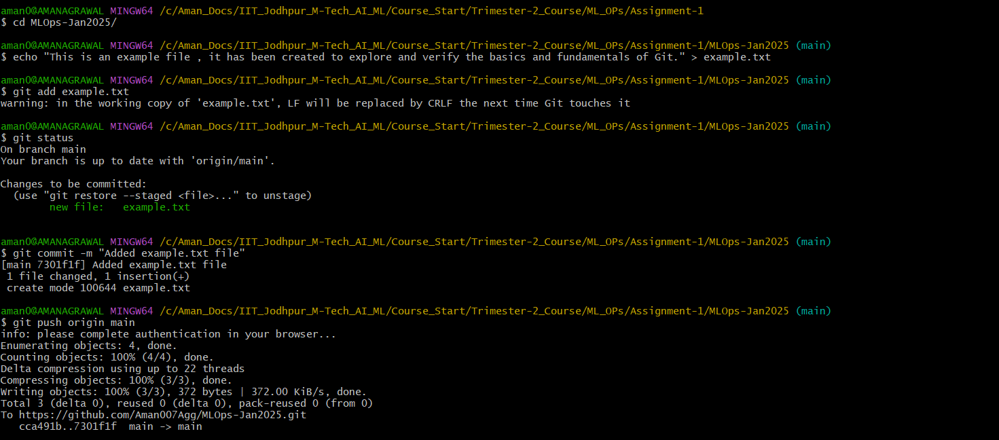 aman0@AMANAGRAWAL MINGW64 /c/Aman_Docs/IIT_Jodhpur_M-Tech_AI_ML/Course_Start/Trimester-2_Course/ML_OPs/Assignment-1
$ cd MLOps-Jan2025/
aman0@AMANAGRAWAL MINGW64 /c/Aman_Docs/IIT_Jodhpur_M-Tech_AI_ML/Course_Start/Trimester-2_Course/ML_OPs/Assignment-1/MLOps-Jan2025 (main)
$ echo "This is an example file , it has been created to explore and verify the basics and fundamentals of Git." > example.txt
aman0@AMANAGRAWAL MINGW64 /c/Aman_Docs/IIT_Jodhpur_M-Tech_AI_ML/Course_Start/Trimester-2_Course/ML_OPs/Assignment-1/MLOps-Jan2025 (main)
$ git add example.txt
warning: in the working copy of 'example.txt', LF will be replaced by CRLF the next time Git touches it
aman0@AMANAGRAWAL MINGW64 /c/Aman_Docs/IIT_Jodhpur_M-Tech_AI_ML/Course_Start/Trimester-2_Course/ML_OPs/Assignment-1/MLOps-Jan2025 (main)
$ git status
On branch main
Your branch is up to date with 'origin/main'.
Changes to be committed:
  (use "git restore --staged <file>..." to unstage)
        new file:   example.txt
aman0@AMANAGRAWAL MINGW64 /c/Aman_Docs/IIT_Jodhpur_M-Tech_AI_ML/Course_Start/Trimester-2_Course/ML_OPs/Assignment-1/MLOps-Jan2025 (main)
$ git commit -m "Added example.txt file"
[main 7301f1f] Added example.txt file
 1 file changed, 1 insertion(+)
 create mode 100644 example.txt
aman0@AMANAGRAWAL MINGW64 /c/Aman_Docs/IIT_Jodhpur_M-Tech_AI_ML/Course_Start/Trimester-2_Course/ML_OPs/Assignment-1/MLOps-Jan2025 (main)
$ git push origin main
info: please complete authentication in your browser...
Enumerating objects: 4, done.
Counting objects: 100% (4/4), done.
Delta compression using up to 22 threads
Compressing objects: 100% (3/3), done.
Writing objects: 100% (3/3), 372 bytes | 372.00 KiB/s, done.
Total 3 (delta 0), reused 0 (delta 0), pack-reused 0 (from 0)
To https://github.com/Aman007Agg/MLOps-Jan2025.git
   cca491b..7301f1f  main -> main